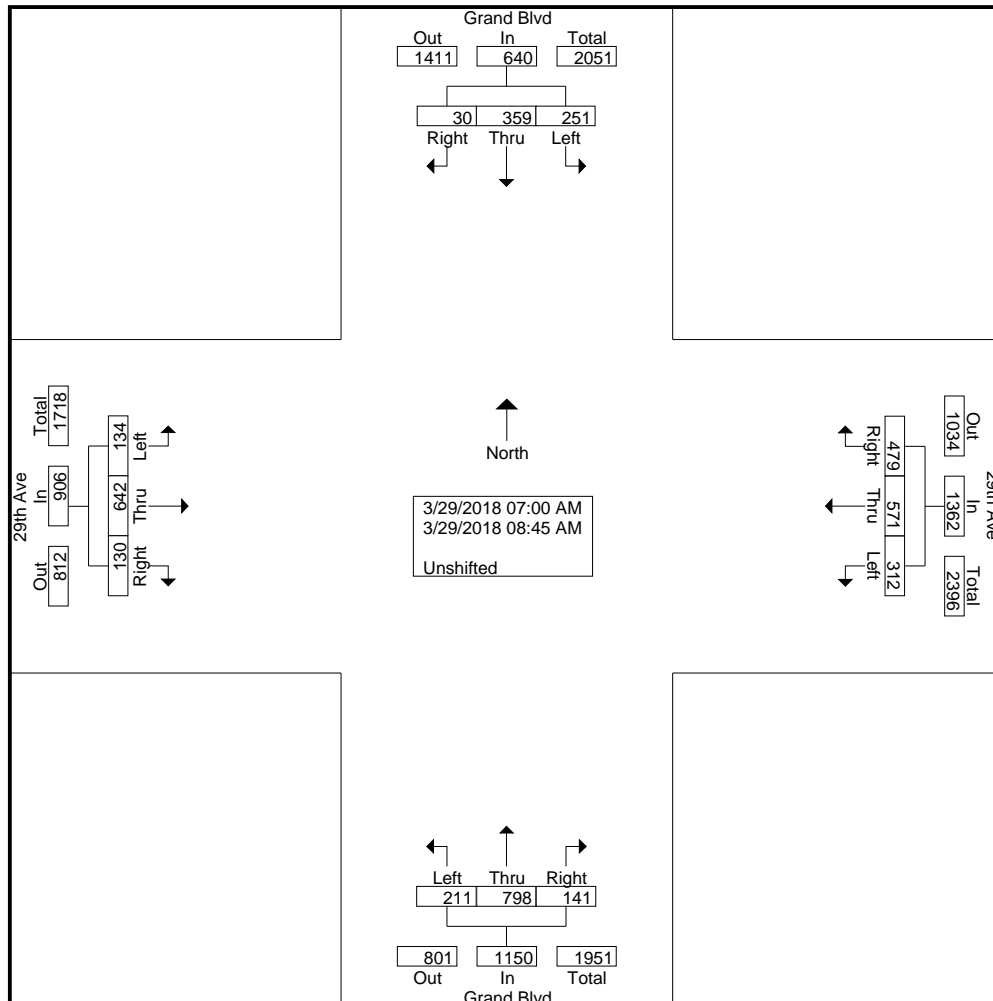 Grand Blvd
Out In Total
1411 640 2051
30 359 251
Right Thru Left
29th Ave
Total In Out
1718 906 812
134 642 130
Left Thru Right
North
3/29/2018 07:00 AM
3/29/2018 08:45 AM
Unshifted
Right Thru Left
479 571 312
Out In Total
1034 1362 2396
29th Ave
Left Thru Right
211 798 141
801 1150 1951
Out In Total
Grand Blvd